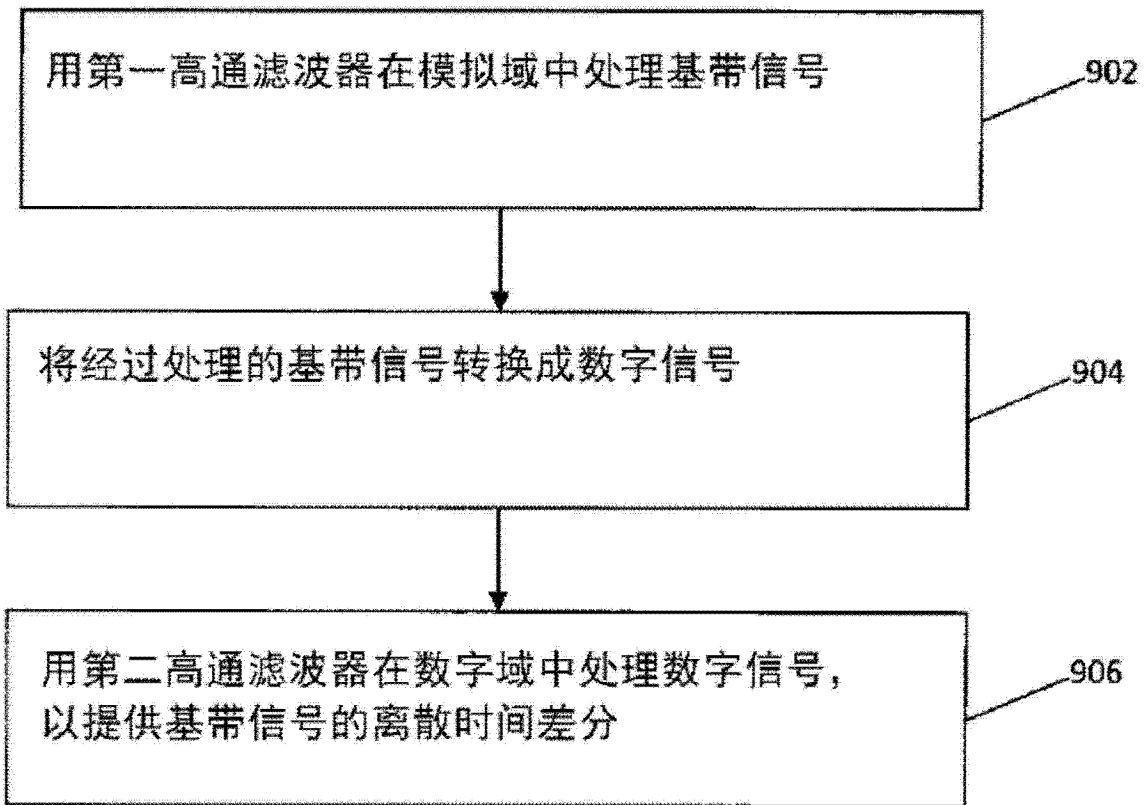 用第一高通滤波器在模拟域中处理基带信号
902
将经过处理的基带信号转换成数字信号
904
用第二高通滤波器在数字域中处理数字信号，
以提供基带信号的离散时间差分
906